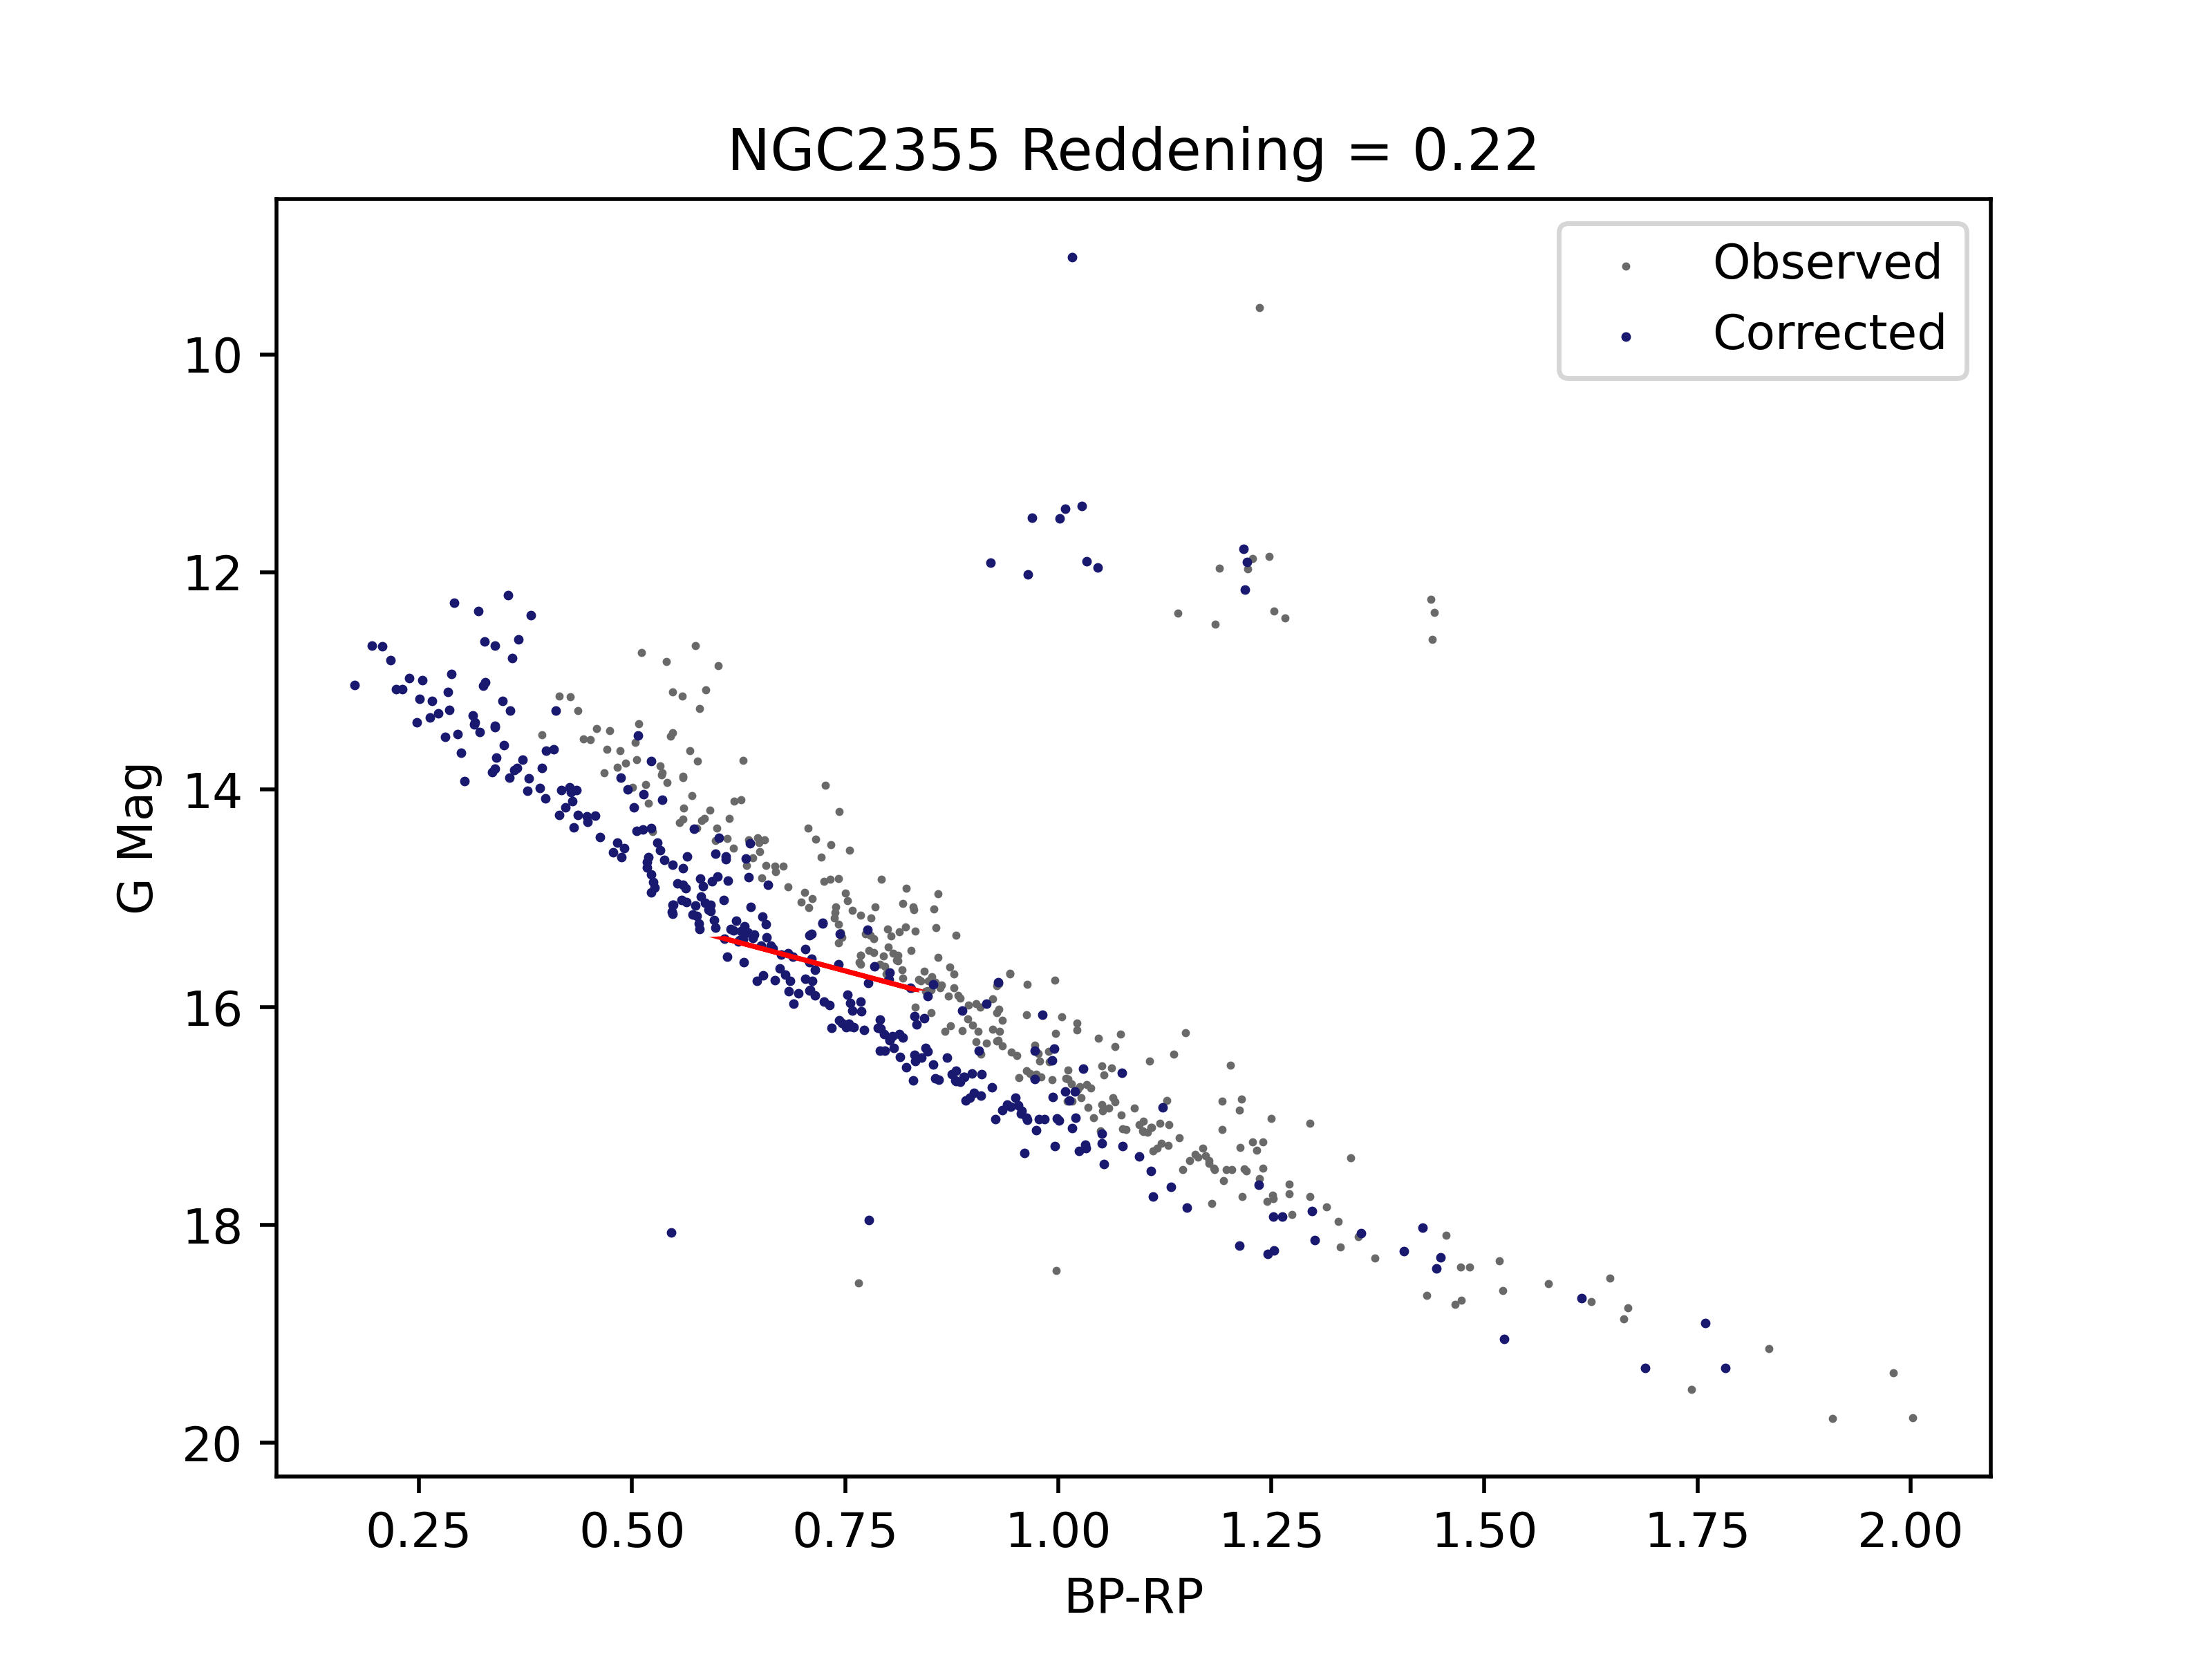 NGC2355 Reddening = 0.22
Observed
Corrected
10
12
14
16
18
20
G Mag
0.25 0.50 0.75 1.00 1.25 1.50 1.75 2.00
BP-RP